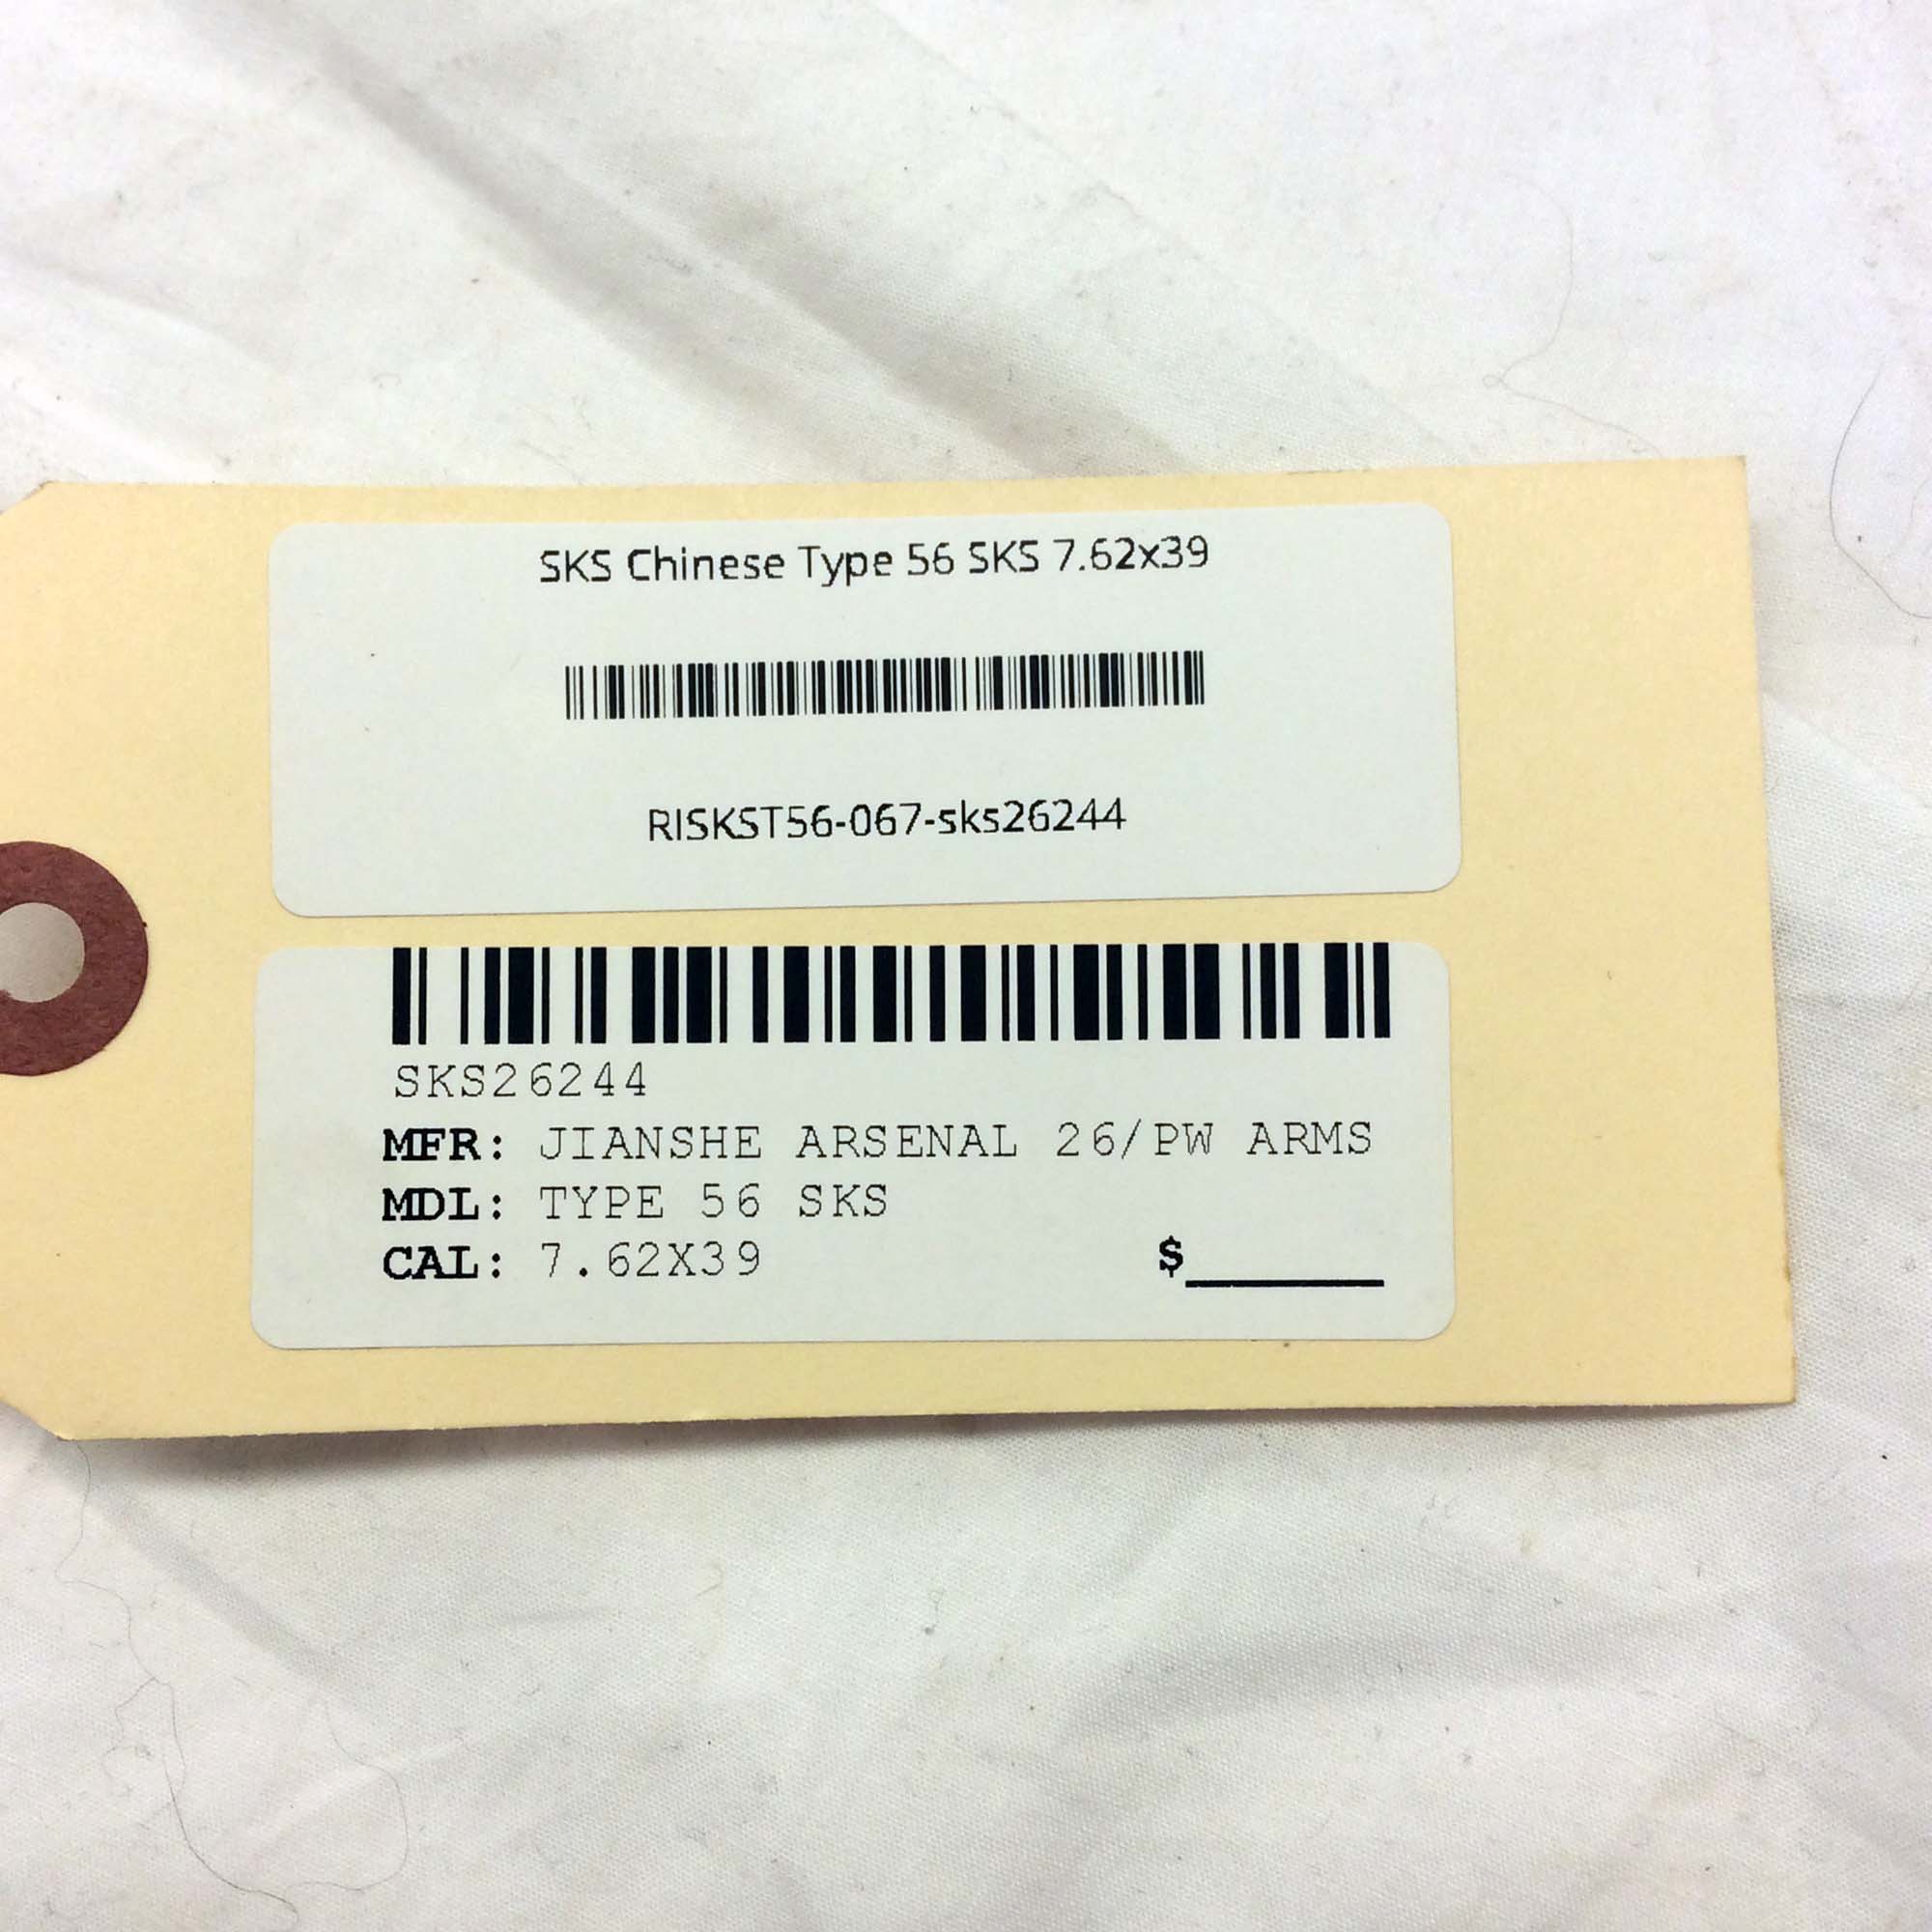 SKS Chinese Type 56 SKS 7.62x39
RISKST56-067-sks26244
SKS26244
MFR: JIANSHE ARSENAL 26/PW ARMS
MDL: TYPE 56 SKS
CAL: 7.62X39 $______